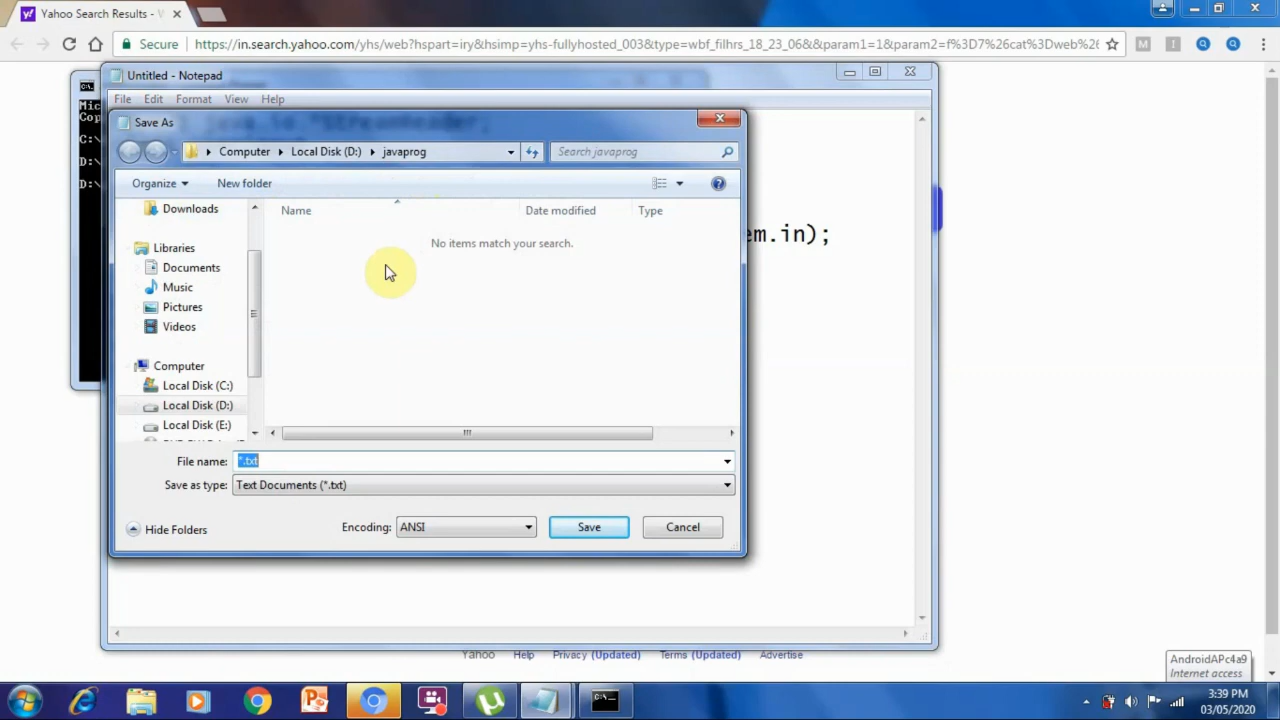 Yahoo Search Results - \
Secure
https://in.search.yahoo.com/yhs/web?hspart=iry&hsimp=yhs-fullyhosted_003&type=wbf_filhrs_18_23_06&param1=1&param2=f%3D7%26cat%3Dweb%26
Untitled - Notepad
File Edit Format View Help
Mic
Cop
C:\
D:\
D:\
Save As
Computer Local Disk (D:) javaprog
Search javaprog
Organize New folder
Name Date modified Type
No items match your search.
Downloads
Libraries
Documents
Music
Pictures
Videos
Computer
Local Disk (C:)
Local Disk (D:)
Local Disk (E:)
em.in);
File name: *.txt
Save as type: Text Documents (*.txt)
Hide Folders
Encoding: ANSI
Save Cancel
Yahoo Help Privacy (Updated) Terms (Updated) Advertise
AndroidAPc4a9
Internet access
3:39 PM
03/05/2020